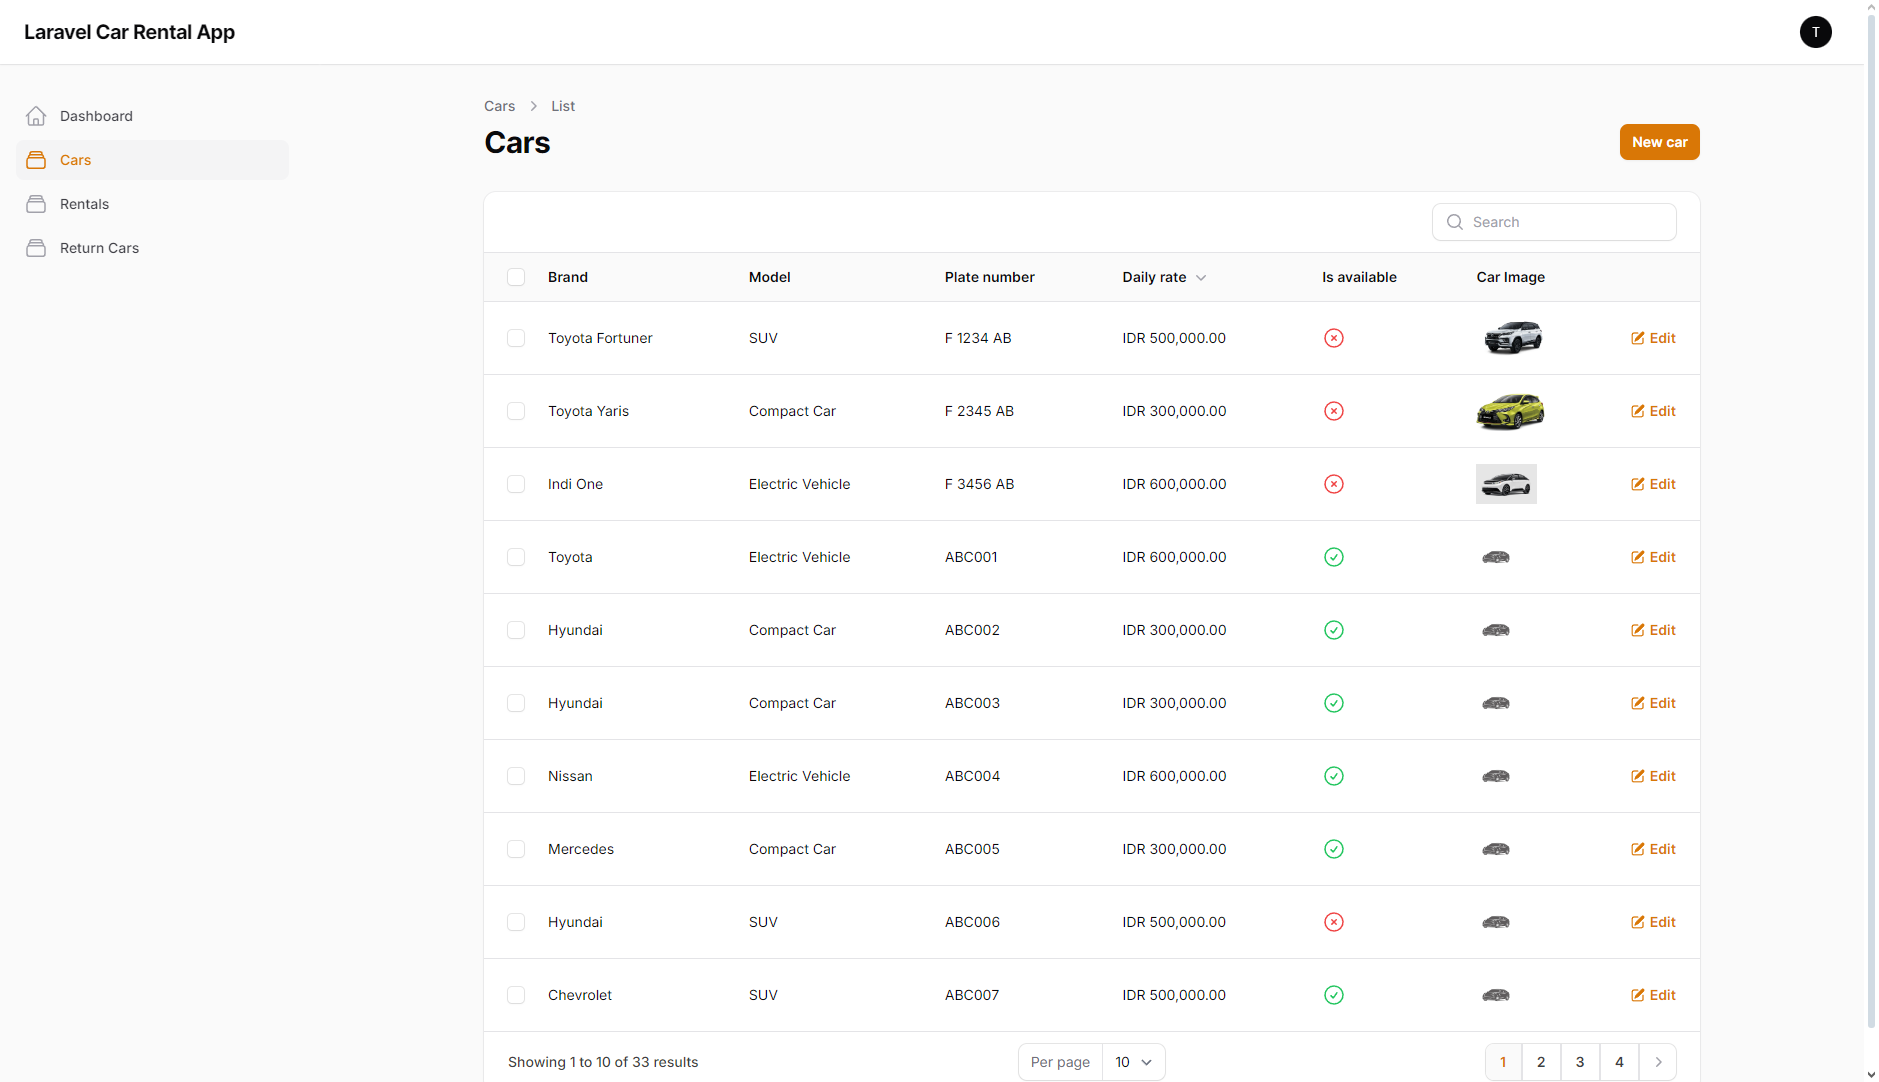 Laravel Car Rental App
T
Dashboard
Cars
Rentals
Return Cars
Cars > List
Cars
New car
Search
Brand Model Plate number Daily rate Is available Car Image
Toyota Fortuner SUV F 1234 AB IDR 500,000.00 Edit
Toyota Yaris Compact Car F 2345 AB IDR 300,000.00 Edit
Indi One Electric Vehicle F 3456 AB IDR 600,000.00 Edit
Toyota Electric Vehicle ABC001 IDR 600,000.00 Edit
Hyundai Compact Car ABC002 IDR 300,000.00 Edit
Hyundai Compact Car ABC003 IDR 300,000.00 Edit
Nissan Electric Vehicle ABC004 IDR 600,000.00 Edit
Mercedes Compact Car ABC005 IDR 300,000.00 Edit
Hyundai SUV ABC006 IDR 500,000.00 Edit
Chevrolet SUV ABC007 IDR 500,000.00 Edit
Showing 1 to 10 of 33 results Per page 10 1 2 3 4